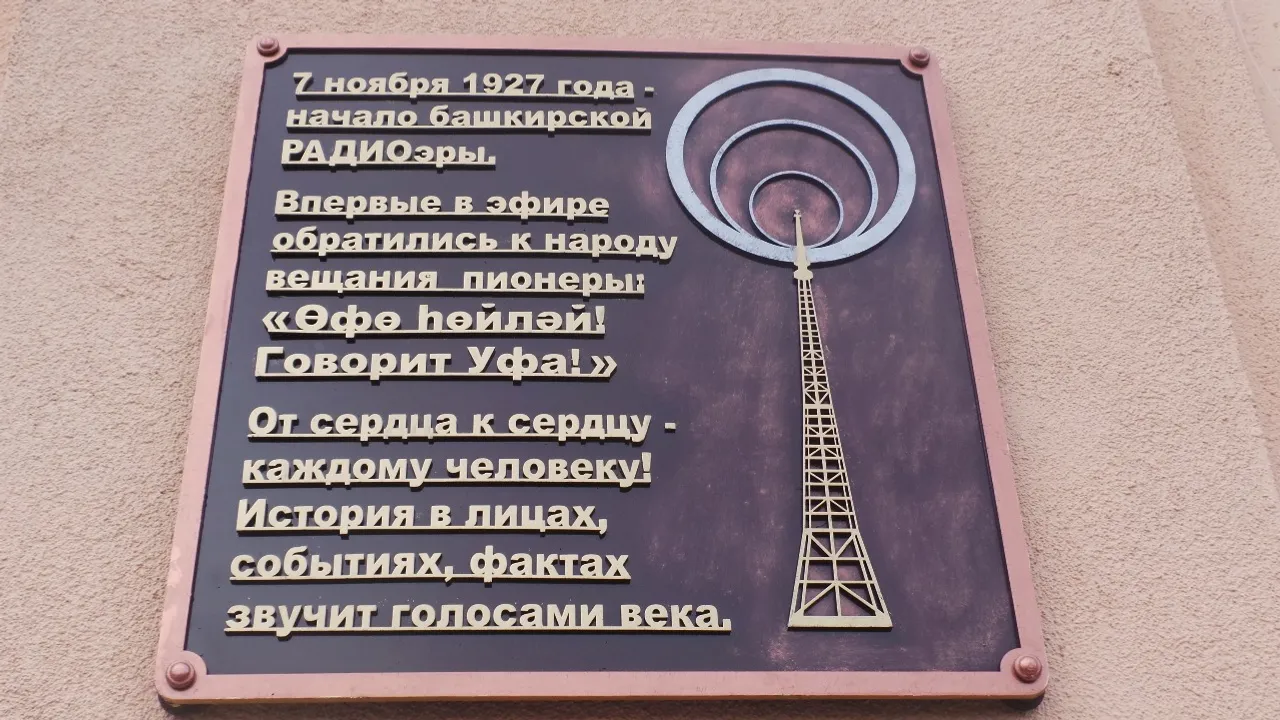 7 ноября 1927 года -
начало башкирской
РАДИОэры.
Впервые в эфире
обратились к народу
вещания пионеры:
«Өфө һөйләй!
Говорит Уфа!»
От сердца к сердцу -
каждому человеку!
История в лицах,
событиях, фактах
звучит голосами века.